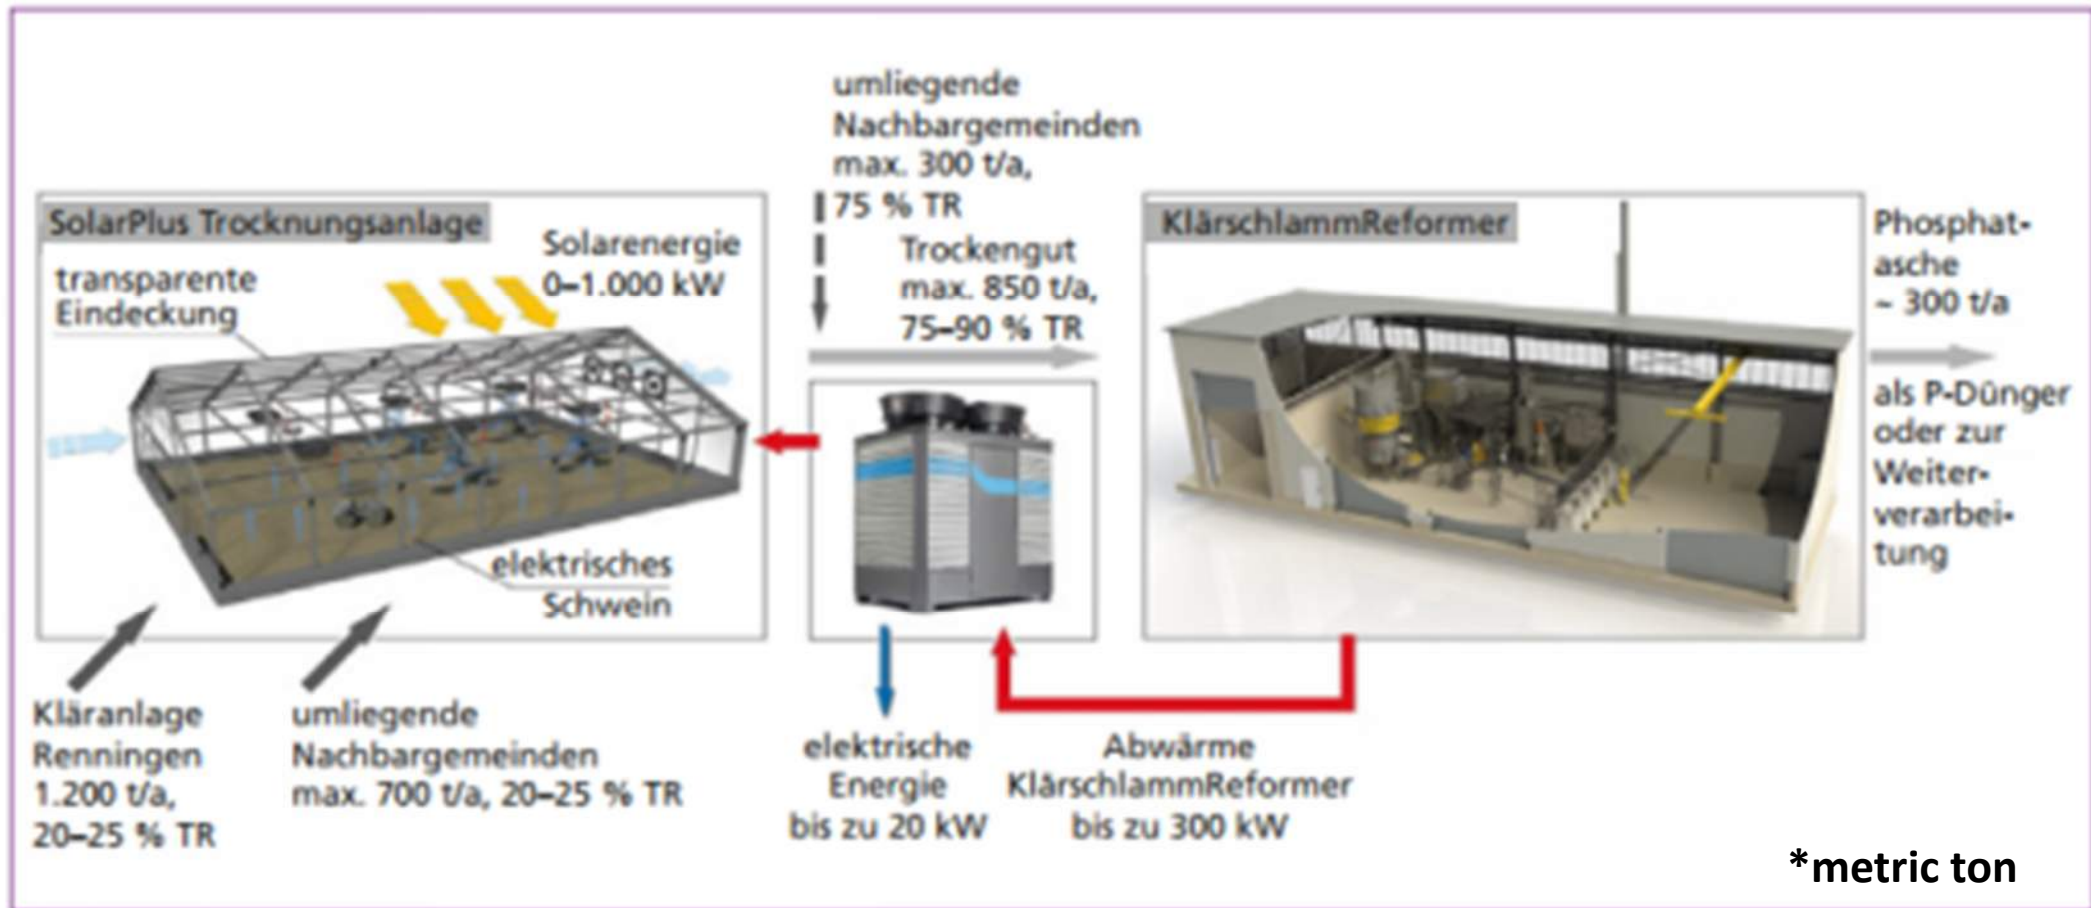 umliegende
Nachbargemeinden
max. 300 t/a,
75 % TR
SolarPlus Trocknungsanlage
Solarenergie
0–1.000 kW
transparente
Eindeckung
Trockengut
max. 850 t/a,
75–90 % TR
KlärschlammReformer
Phosphat-
asche
~ 300 t/a
als P-Dünger
oder zur
Weiter-
verarbei-
tung
elektrisches
Schwein
Kläranlage
Renningen
1.200 t/a,
20–25 % TR
umliegende
Nachbargemeinden
max. 700 t/a, 20–25 % TR
elektrische
Energie
bis zu 20 kW
Abwärme
KlärschlammReformer
bis zu 300 kW
*metric ton